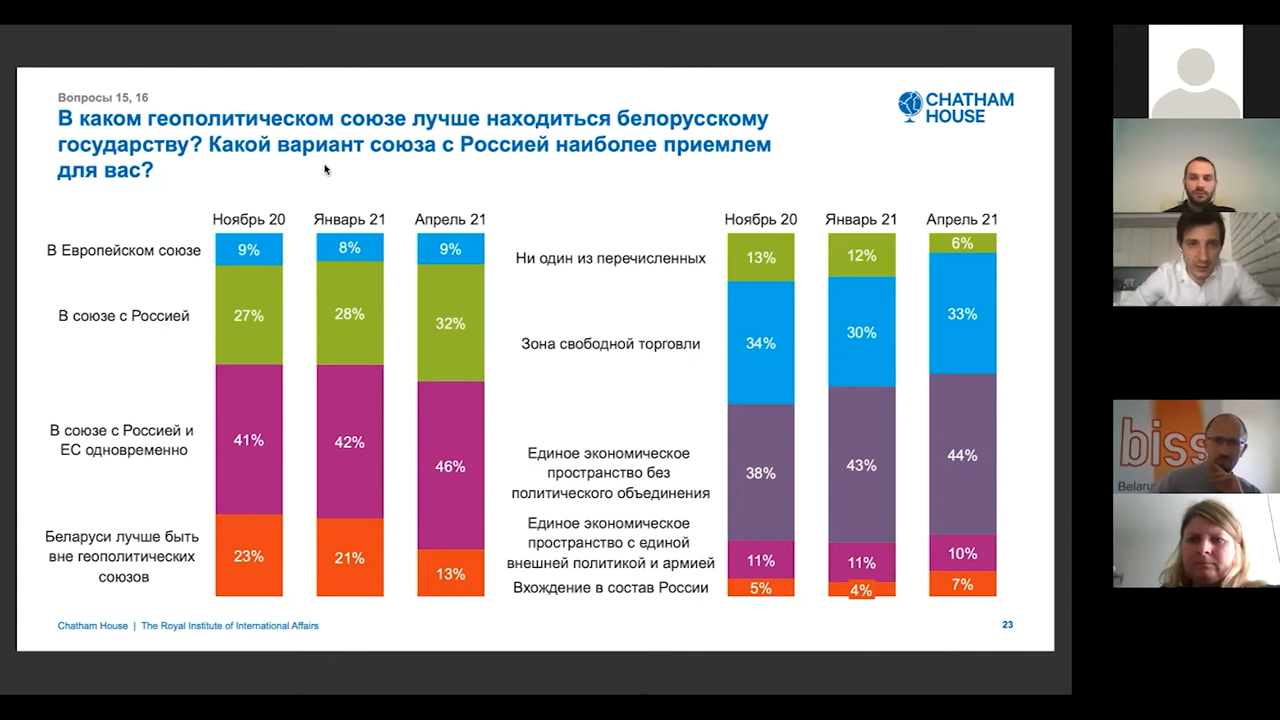 Вопросы 15, 16
В каком геополитическом союзе лучше находиться белорусскому
государству? Какой вариант союза с Россией наиболее приемлем
для вас?
CHATHAM
HOUSE
Ноябрь 20
Январь 21
Апрель 21
В Европейском союзе
9%
8%
9%
В союзе с Россией
27%
28%
32%
В союзе с Россией и
ЕС одновременно
41%
42%
46%
Беларуси лучше быть
вне геополитических
союзов
23%
21%
13%
Ноябрь 20
Январь 21
Апрель 21
Ни один из перечисленных
13%
12%
6%
Зона свободной торговли
34%
30%
33%
Единое экономическое
пространство без
политического объединения
38%
43%
44%
Единое экономическое
пространство с единой
внешней политикой и армией
11%
11%
10%
Вхождение в состав России
5%
4%
7%
Chatham House | The Royal Institute of International Affairs
23
biss
Belaru